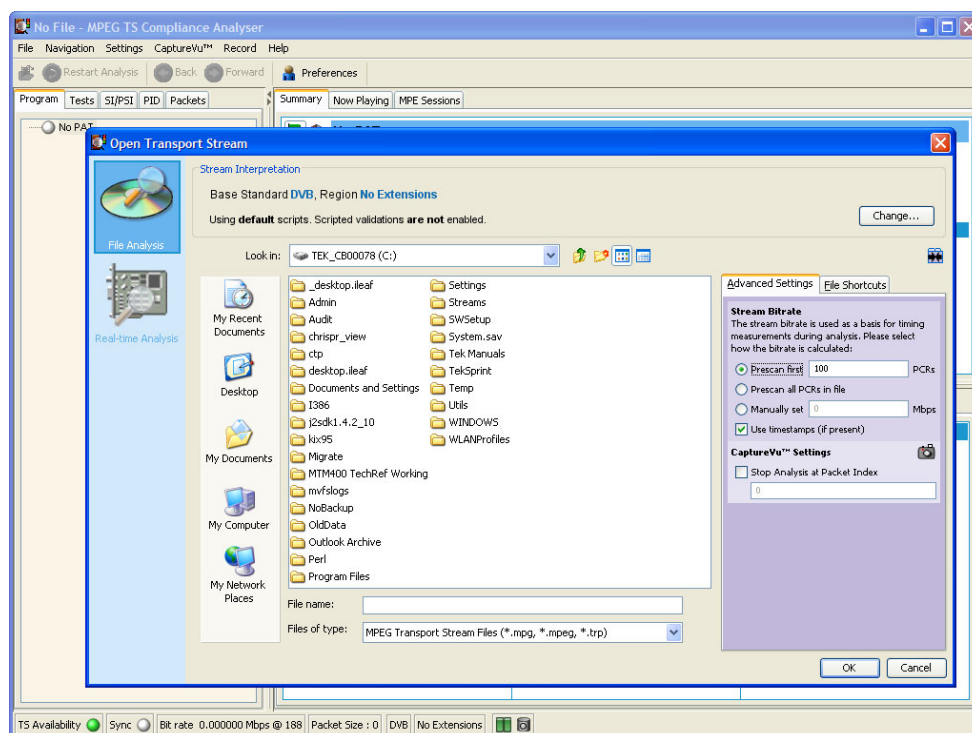 No File - MPEG TS Compliance Analyser
File Navigation Settings CaptureVu™ Record Help
Restart Analysis Back Forward Preferences
Program Tests SI/PSI PID Packets
Summary Now Playing MPE Sessions
No PAT
Open Transport Stream
File Analysis
Real-time Analysis
Stream Interpretation
Base Standard DVB, Region No Extensions
Using default scripts. Scripted validations are not enabled.
Change...
Look in: TEK_CB00078 (C:)
My Recent
Documents
Desktop
My Documents
My Computer
My Network
Places
_desktop.ileaf
Admin
Audit
chrispr_view
ctp
desktop.ileaf
Documents and Settings
I386
j2sdk1.4.2_10
kix95
Migrate
MTM400 TechRef Working
mvfslogs
NoBackup
OldData
Outlook Archive
Perl
Program Files
Settings
Streams
SWSetup
System.sav
Tek Manuals
TekSprint
Temp
Utils
WINDOWS
WLANProfiles
File name:
Files of type: MPEG Transport Stream Files (*.mpg, *.mpeg, *.trp)
Advanced Settings File Shortcuts
Stream Bitrate
The stream bitrate is used as a basis for timing
measurements during analysis. Please select
how the bitrate is calculated:
Prescan first 100 PCRs
Prescan all PCRs in file
Manually set 0 Mbps
Use timestamps (if present)
CaptureVu™ Settings
Stop Analysis at Packet Index
0
OK Cancel
TS Availability Sync Bit rate 0.000000 Mbps @ 188 Packet Size : 0 DVB No Extensions